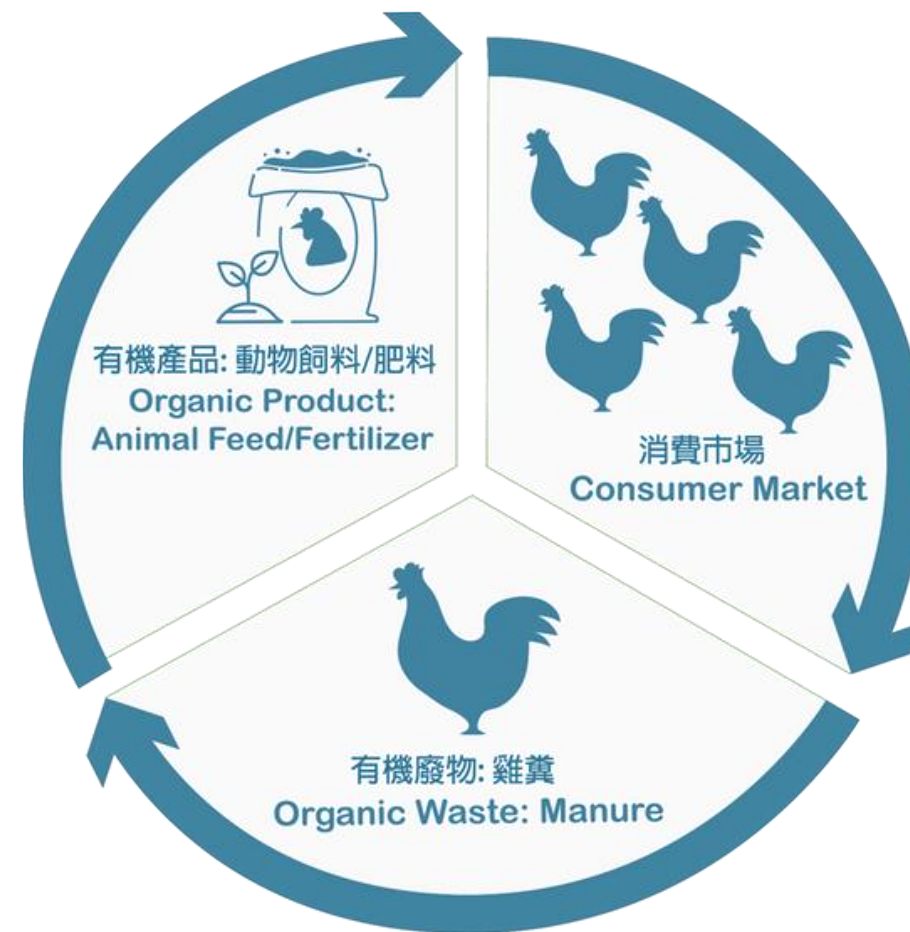 有機產品: 動物飼料/肥料
Organic Product:
Animal Feed/Fertilizer
消費市場
Consumer Market
有機廢物: 雞糞
Organic Waste: Manure